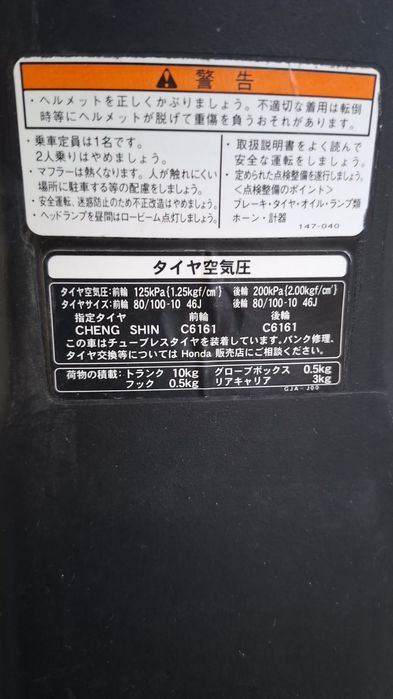 警告
・ヘルメットを正しくかぶりましょう。不適切な着用は転倒
時等にヘルメットが脱げて重傷を負うおそれがあります。
・乗車定員は1名です。
2人乗りはやめましょう。
・マフラーは熱くなります。人が触れにくい
場所に駐車する等の配慮をしましょう。
・安全運転、迷惑防止のため不正改造はやめましょう。
・ヘッドランプを昼間はロービーム点灯しましょう。
・取扱説明書をよく読んで
安全な運転をしましょう。
・定められた点検整備を遂行しましょう。
<点検整備のポイント>
ブレーキ・タイヤ・オイル・ランプ類
ホーン・計器
147-040
タイヤ空気圧
タイヤ空気圧:前輪 125kPa{1.25kgf/cm²} 後輪 200kPa{2.00kgf/cm²}
タイヤサイズ:前輪 80/100-10 46J 後輪 80/100-10 46J
指定タイヤ 前輪 後輪
CHENG SHIN C6161 C6161
この車はチューブレスタイヤを装着しています。パンク修理、
タイヤ交換等については Honda 販売店にご相談ください。
荷物の積載:トランク 10kg グローブボックス 0.5kg
フック 0.5kg リアキャリア 3kg
GJA-J00